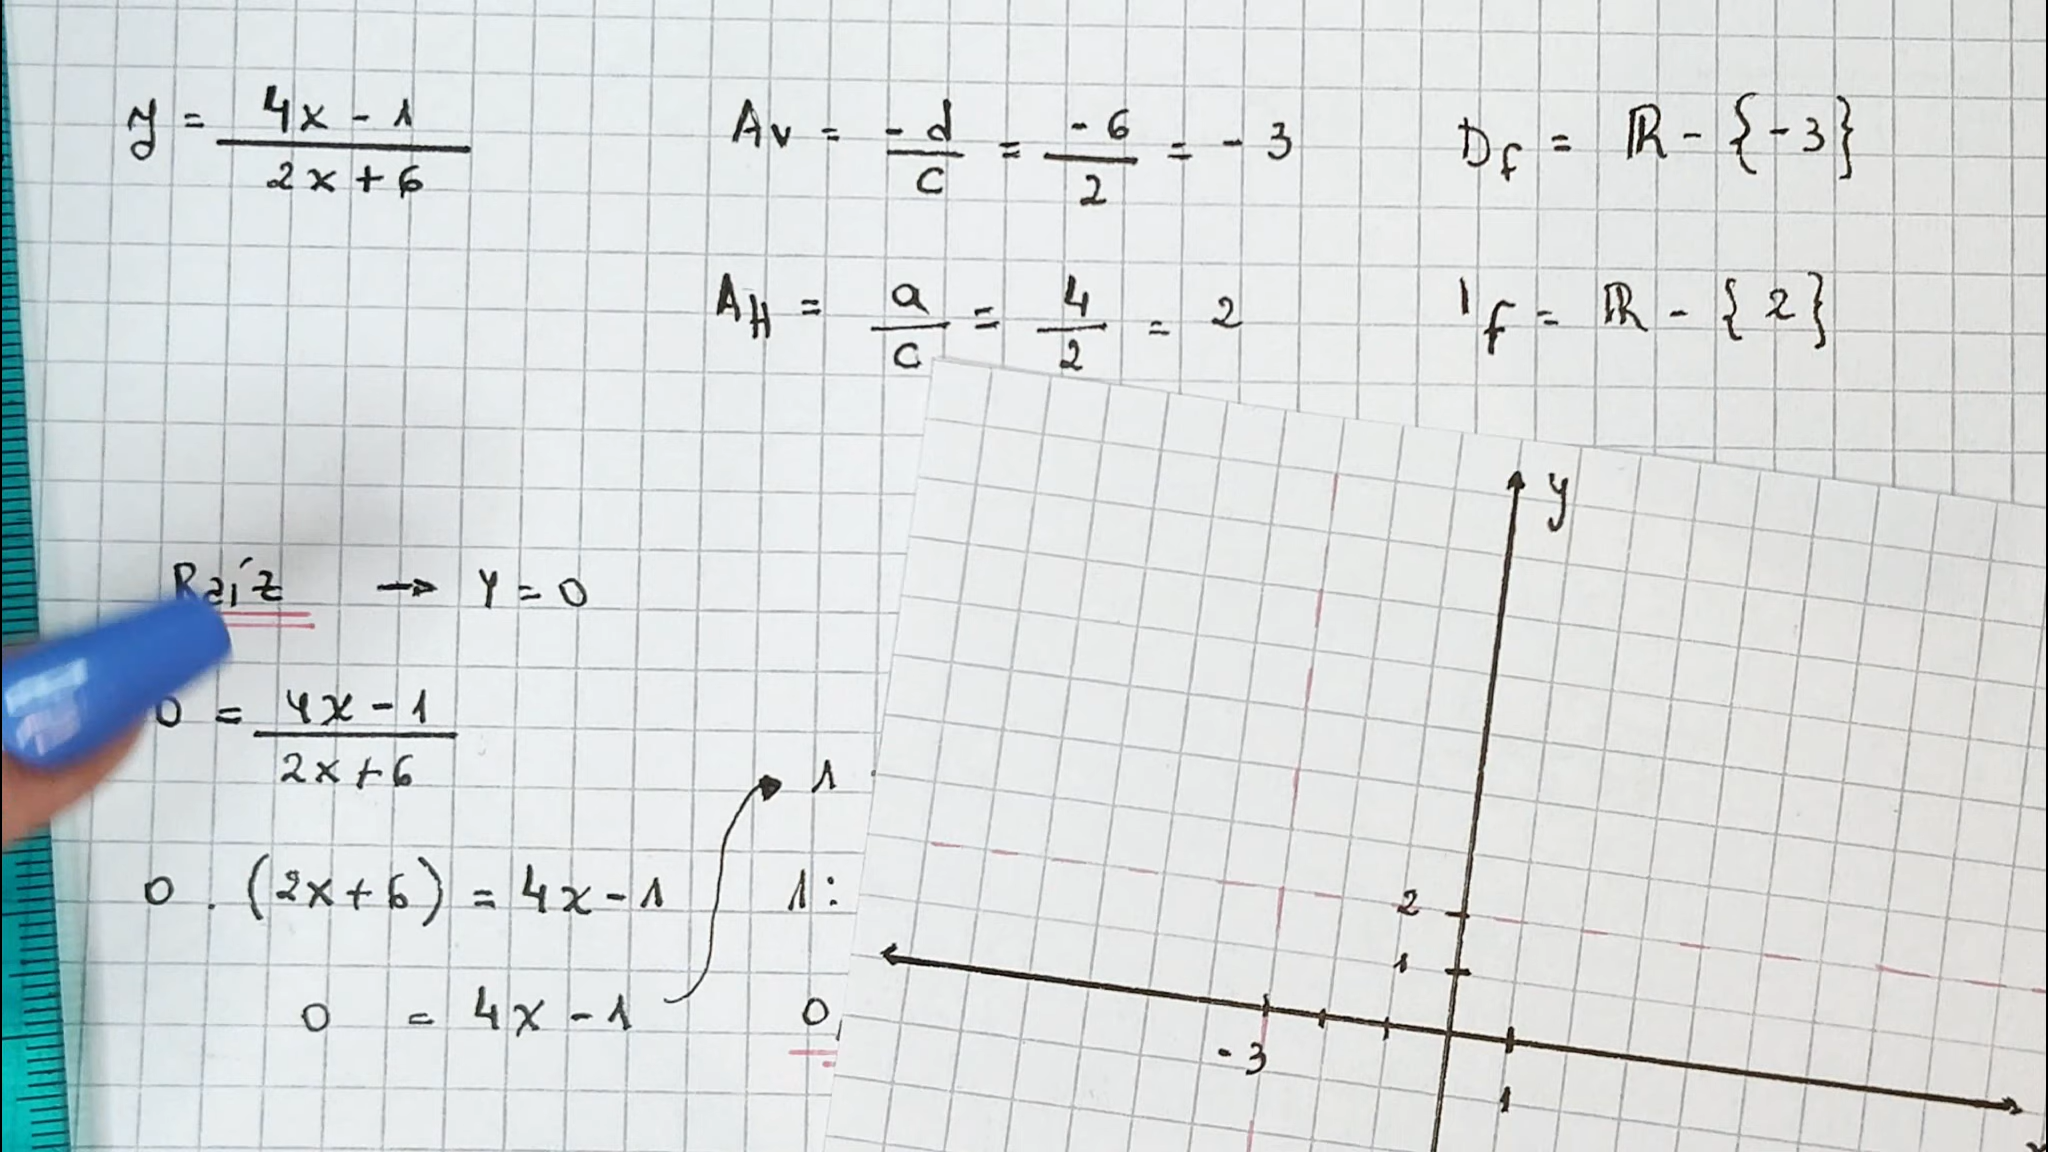 y = (4x - 1)/(2x + 6)
Av = -d/c = -6/2 = -3
Df = ℝ - {-3}
AH = a/c = 4/2 = 2
If = ℝ - {2}
Raíz → Y = 0
0 = (4x - 1)/(2x + 6)
0 . (2x + 6) = 4x - 1
0 = 4x - 1
1
1 :
0,
y
2
1
-3
1